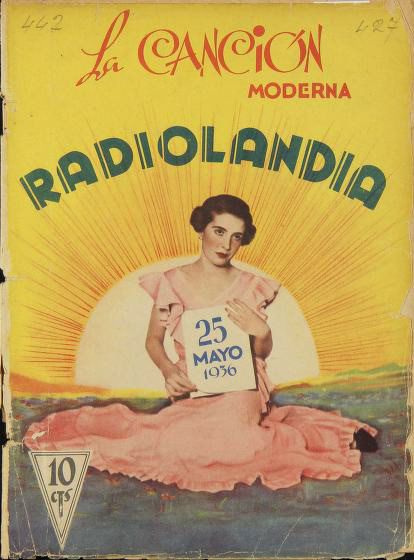 442
427
La CANCIÓN
MODERNA
RADIOLANDIA
25
MAYO
1936
10
cTs